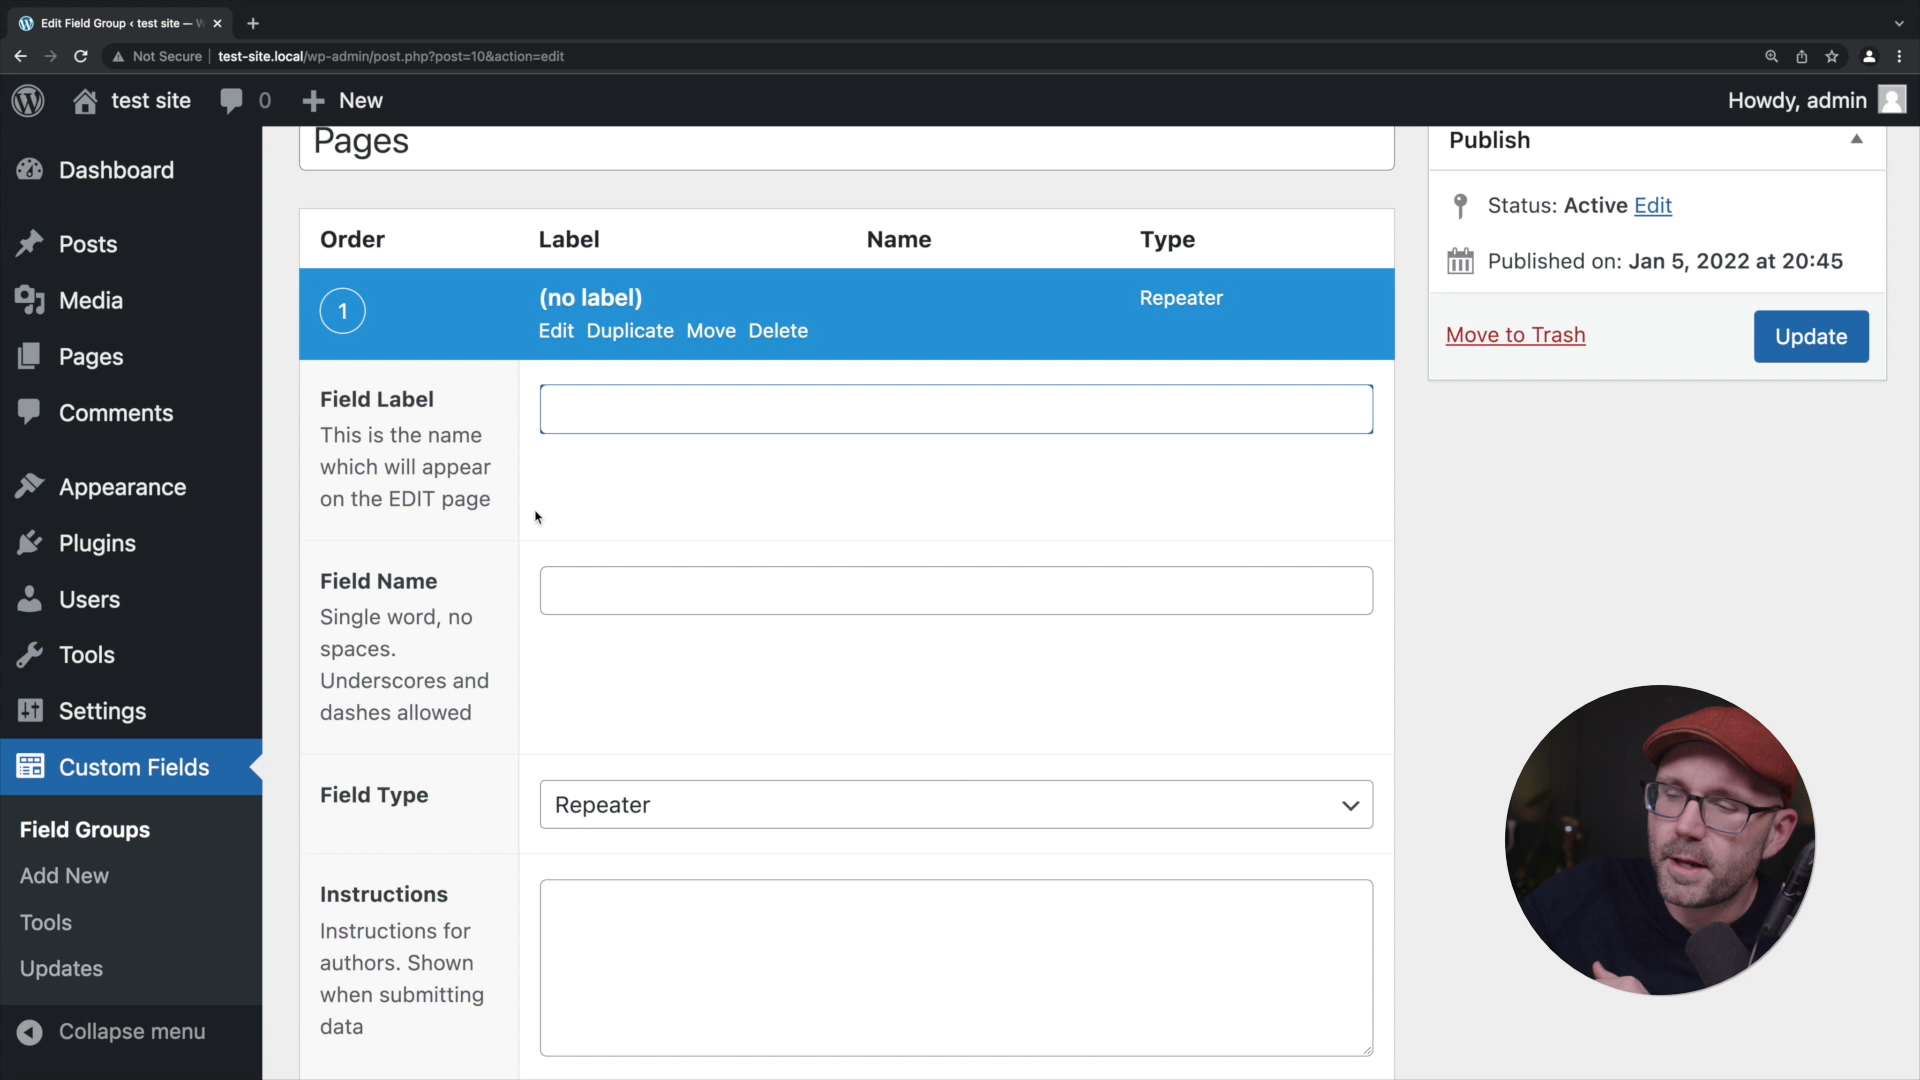 Edit Field Group ‹ test site — W
Not Secure | test-site.local/wp-admin/post.php?post=10&action=edit
test site
0
New
Howdy, admin
Dashboard
Posts
Media
Pages
Comments
Appearance
Plugins
Users
Tools
Settings
Custom Fields
Field Groups
Add New
Tools
Updates
Collapse menu
Pages
Order Label Name Type
1
(no label)
Repeater
Edit Duplicate Move Delete
Field Label
This is the name
which will appear
on the EDIT page
Field Name
Single word, no
spaces.
Underscores and
dashes allowed
Field Type
Repeater
Instructions
Instructions for
authors. Shown
when submitting
data
Publish
Status: Active Edit
Published on: Jan 5, 2022 at 20:45
Move to Trash
Update